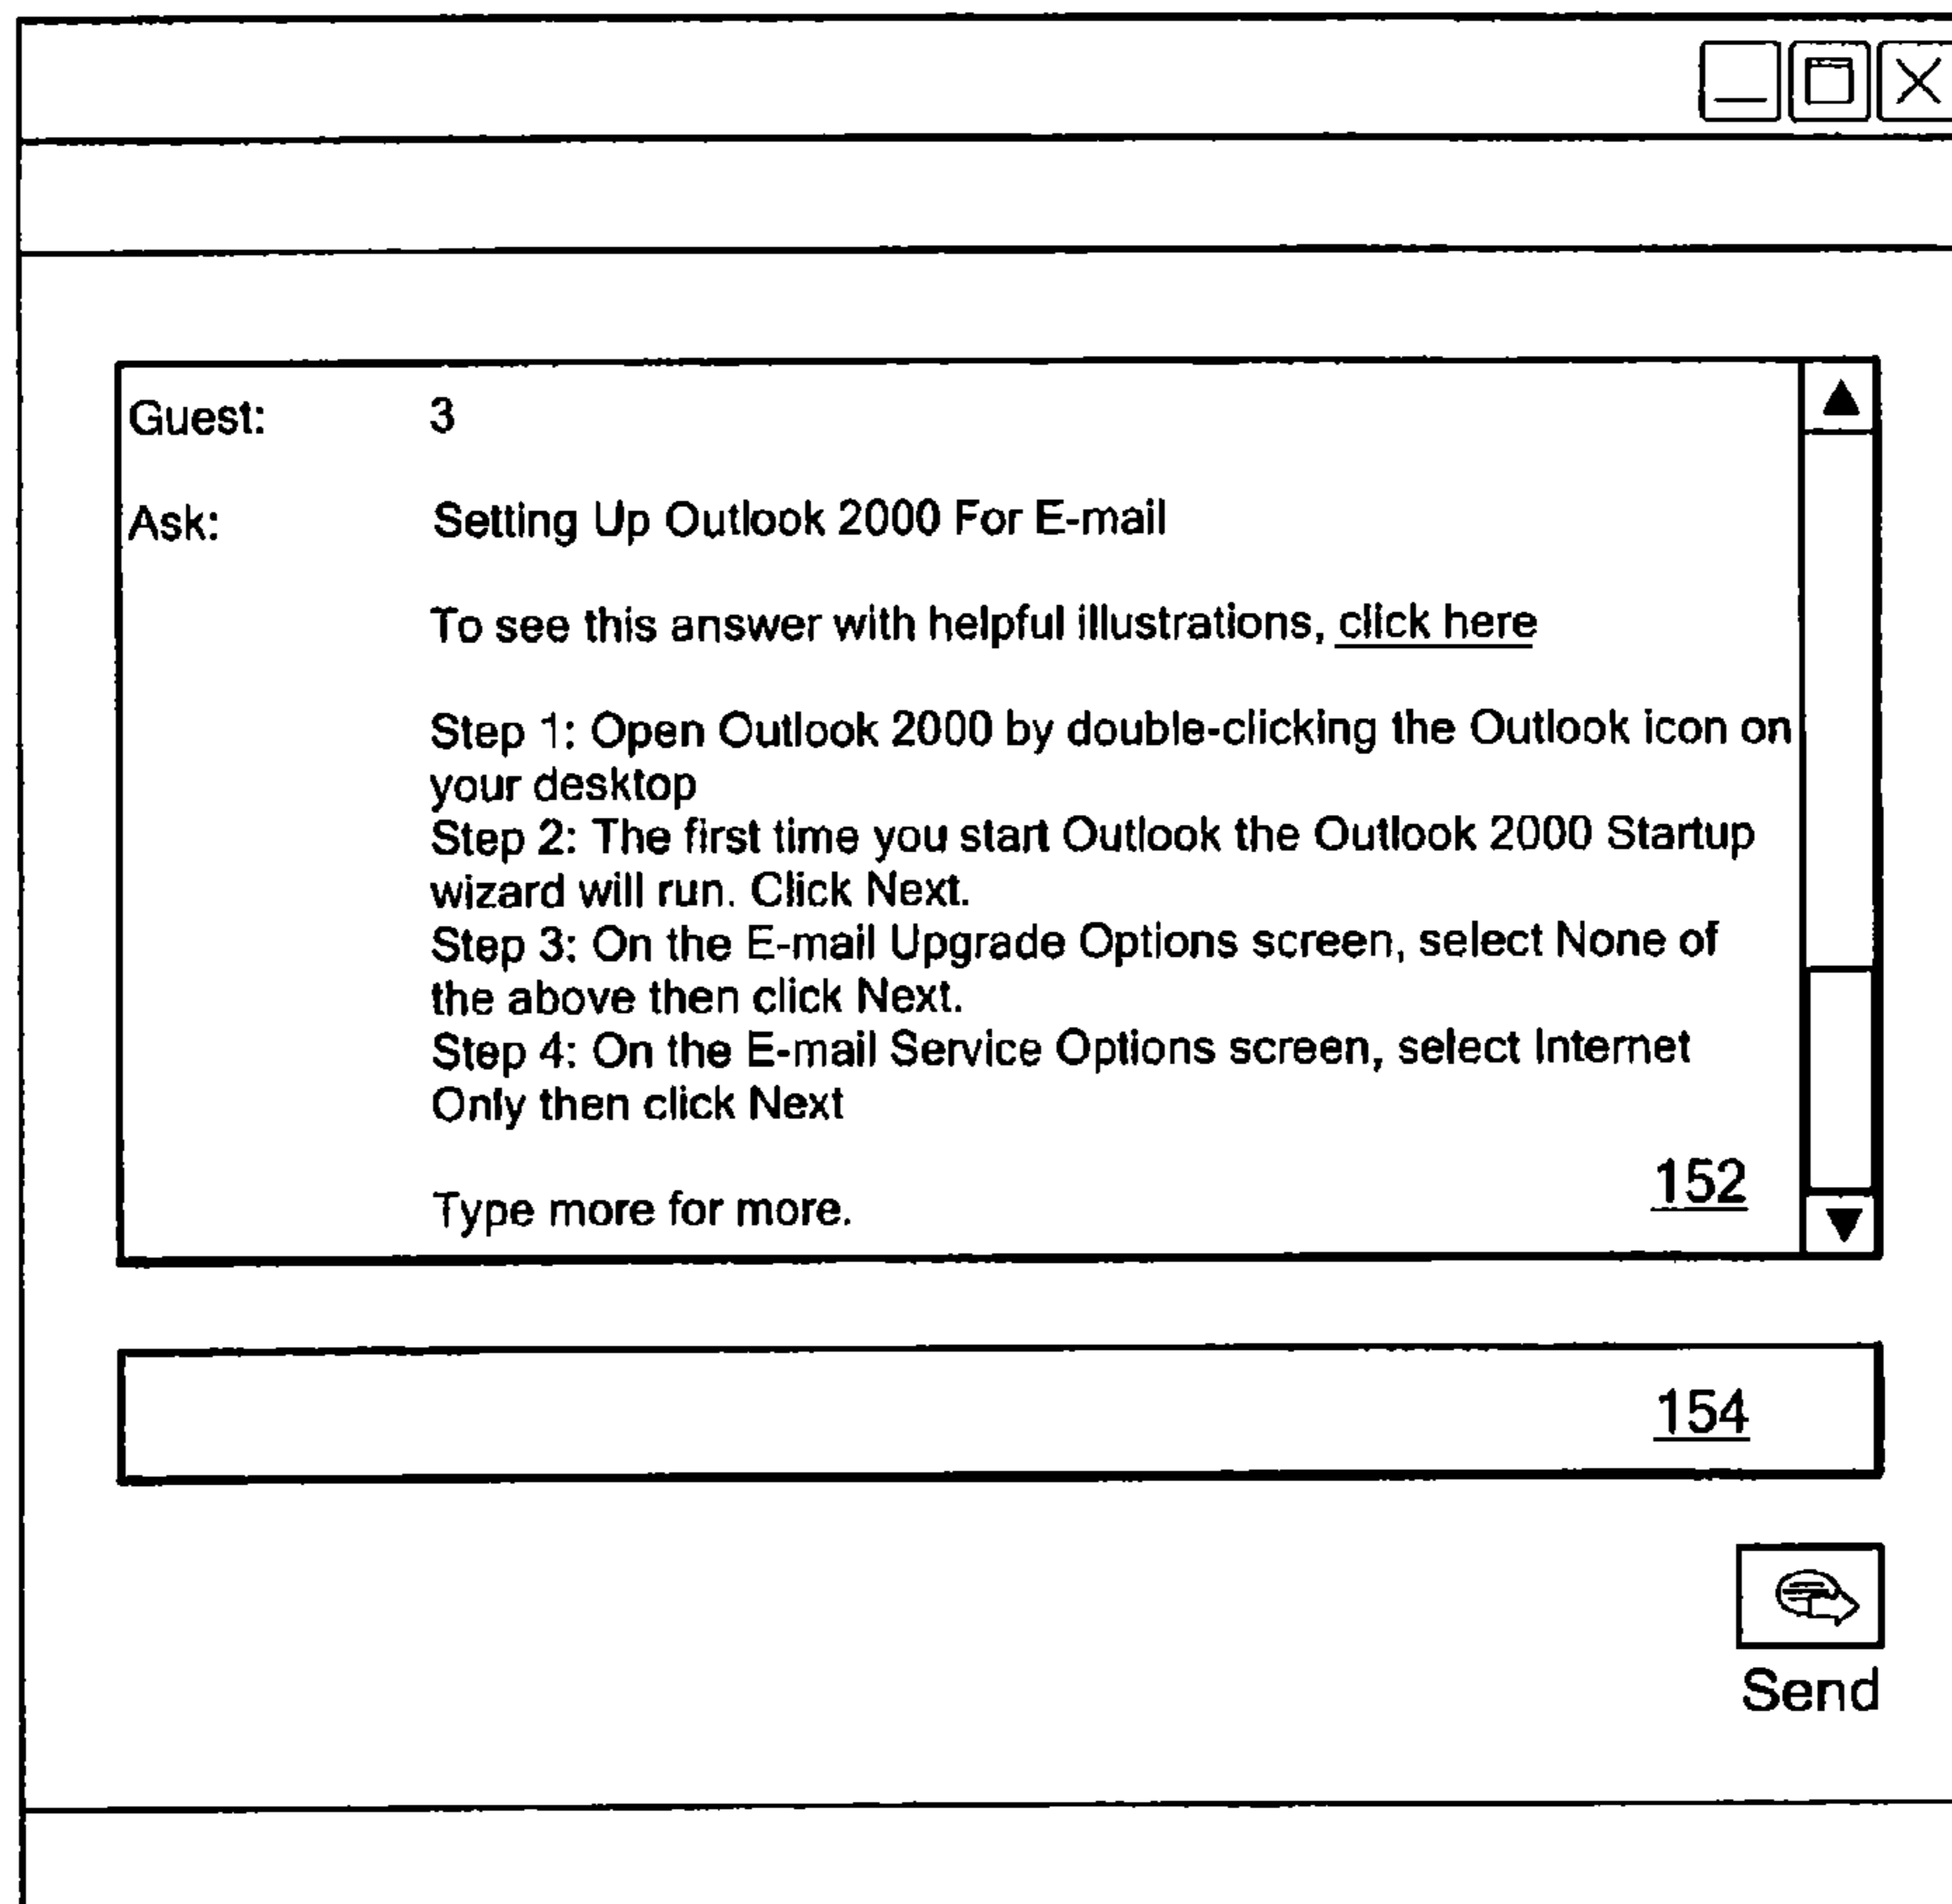 Guest: 3
Ask: Setting Up Outlook 2000 For E-mail
To see this answer with helpful illustrations, click here
Step 1: Open Outlook 2000 by double-clicking the Outlook icon on
your desktop
Step 2: The first time you start Outlook the Outlook 2000 Startup
wizard will run. Click Next.
Step 3: On the E-mail Upgrade Options screen, select None of
the above then click Next.
Step 4: On the E-mail Service Options screen, select Internet
Only then click Next
152
Type more for more.
154
Send